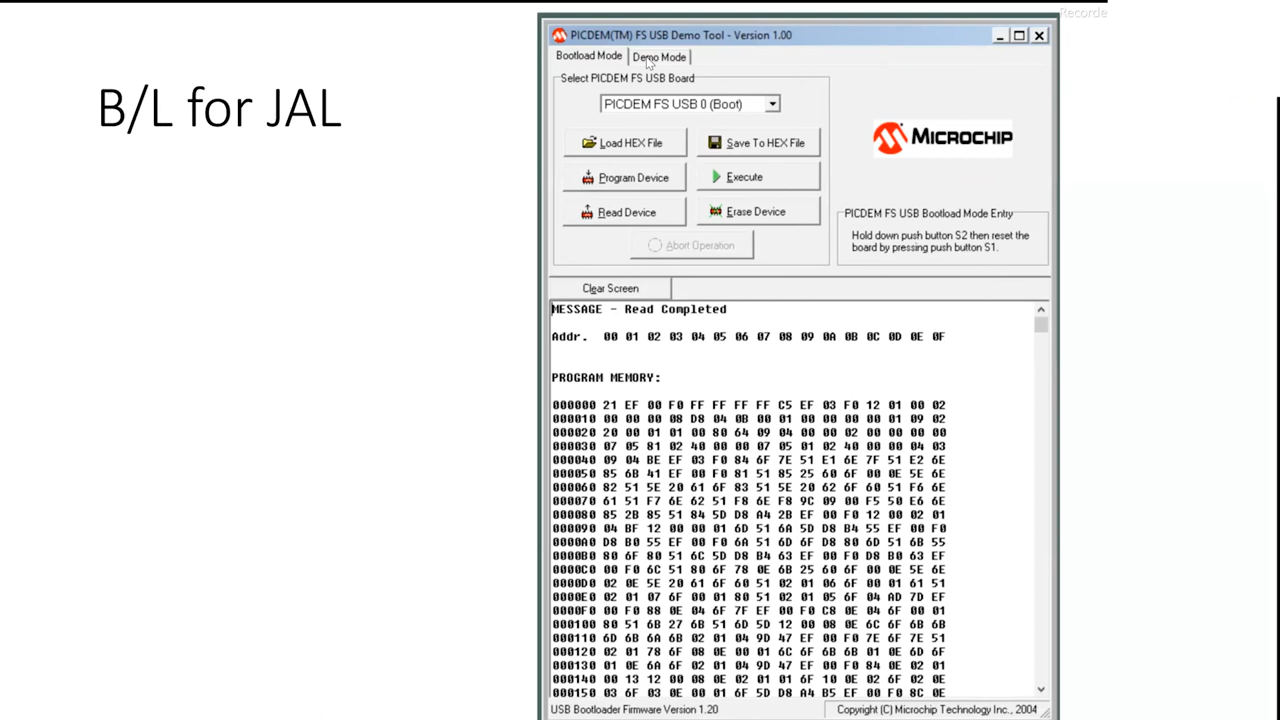 Recorde
B/L for JAL
PICDEM(TM) FS USB Demo Tool - Version 1.00
Bootload Mode Demo Mode
Select PICDEM FS USB Board
PICDEM FS USB 0 (Boot)
Load HEX File Save To HEX File
Program Device Execute
Read Device Erase Device
Abort Operation
MICROCHIP
PICDEM FS USB Bootload Mode Entry
Hold down push button S2 then reset the
board by pressing push button S1.
Clear Screen
MESSAGE - Read Completed
Addr. 00 01 02 03 04 05 06 07 08 09 0A 0B 0C 0D 0E 0F
PROGRAM MEMORY:
000000 21 EF 00 F0 FF FF FF FF C5 EF 03 F0 12 01 00 02
000010 00 00 00 08 D8 04 0B 00 01 00 00 00 00 01 09 02
000020 20 00 01 01 00 80 64 09 04 00 00 02 00 00 00 00
000030 07 05 81 02 40 00 00 07 05 01 02 40 00 00 04 03
000040 09 04 BE EF 03 F0 84 6F 7E 51 E1 6E 7F 51 E2 6E
000050 85 6B 41 EF 00 F0 81 51 85 25 60 6F 00 0E 5E 6E
000060 82 51 5E 20 61 6F 83 51 5E 20 62 6F 60 51 F6 6E
000070 61 51 F7 6E 62 51 F8 6E F8 9C 09 00 F5 50 E6 6E
000080 85 2B 85 51 84 5D D8 A4 2B EF 00 F0 12 00 02 01
000090 04 BF 12 00 00 01 6D 51 6A 5D D8 B4 55 EF 00 F0
0000A0 D8 B0 55 EF 00 F0 6A 51 6D 6F D8 80 6D 51 6B 55
0000B0 80 6F 80 51 6C 5D D8 B4 63 EF 00 F0 D8 B0 63 EF
0000C0 00 F0 6C 51 80 6F 78 0E 6B 25 60 6F 00 0E 5E 6E
0000D0 02 0E 5E 20 61 6F 60 51 02 01 06 6F 00 01 61 51
0000E0 02 01 07 6F 00 01 80 51 02 01 05 6F 04 AD 7D EF
0000F0 00 F0 88 0E 04 6F 7F EF 00 F0 C8 0E 04 6F 00 01
000100 80 51 6B 27 6B 51 6D 5D 12 00 08 0E 6C 6F 6B 6B
000110 6D 6B 6A 6B 02 01 04 9D 47 EF 00 F0 7E 6F 7E 51
000120 02 01 78 6F 08 0E 00 01 6C 6F 6B 6B 01 0E 6D 6F
000130 01 0E 6A 6F 02 01 04 9D 47 EF 00 F0 84 0E 02 01
000140 00 13 12 00 08 0E 02 01 01 6F 10 0E 02 6F 02 0E
000150 03 6F 03 0E 00 01 6F 5D D8 A4 B5 EF 00 F0 8C 0E
USB Bootloader Firmware Version 1.20 Copyright (C) Microchip Technology Inc., 2004